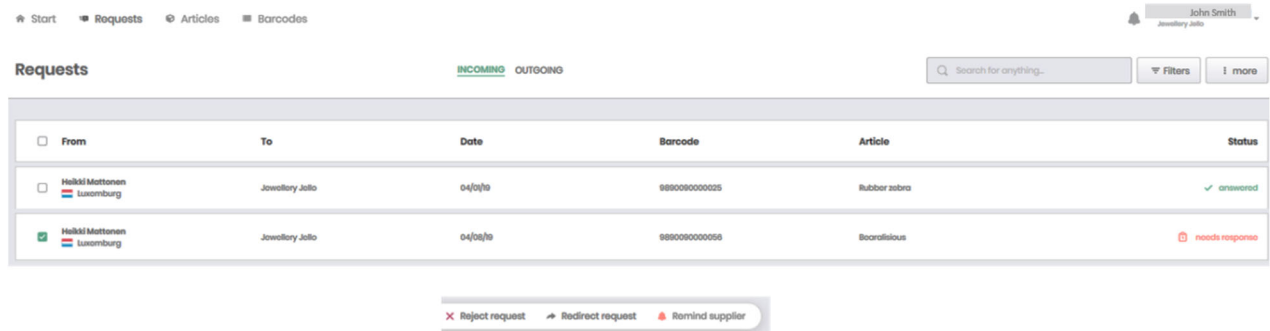 Start Requests Articles Barcodes
John Smith
Jewellery Jello
Requests INCOMING OUTGOING Search for anything... Filters more
From To Date Barcode Article Status
Heikki Mattonen
Luxemburg
Jewellery Jello 04/01/19 9890090000025 Rubber zebra answered
Heikki Mattonen
Luxemburg
Jewellery Jello 04/08/19 9890090000056 Bearalisious needs response
Reject request Redirect request Remind supplier